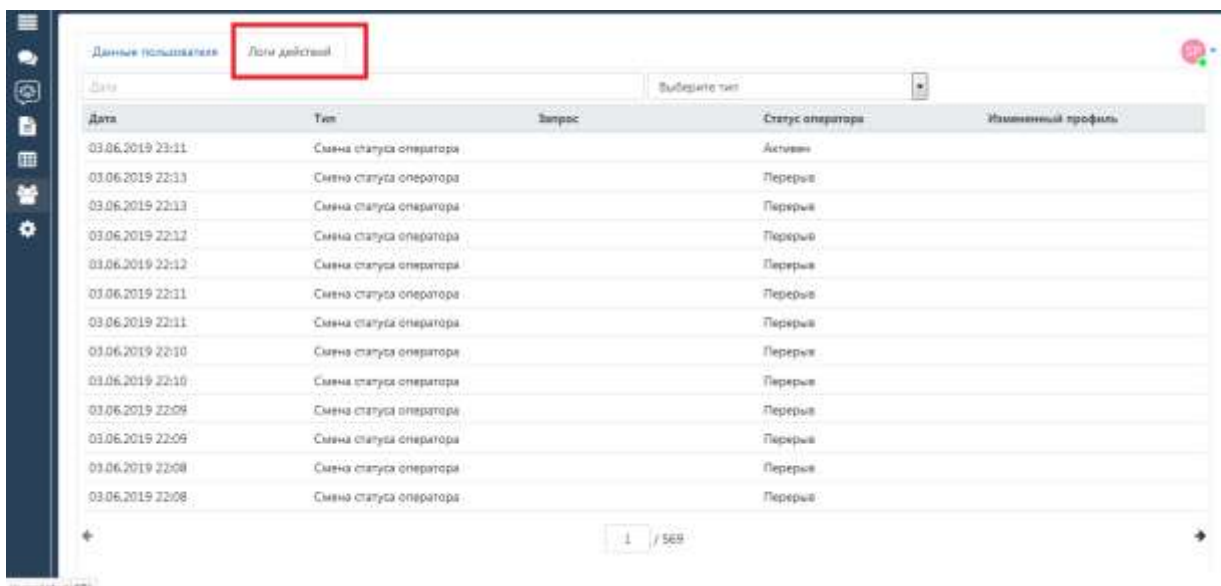 Данные пользователя Логи действий
Дата Выберите тип
Дата Тип Запрос Статус оператора Измененный профиль
03.06.2019 23:11 Смена статуса оператора Активен
03.06.2019 22:13 Смена статуса оператора Перерыв
03.06.2019 22:13 Смена статуса оператора Перерыв
03.06.2019 22:12 Смена статуса оператора Перерыв
03.06.2019 22:12 Смена статуса оператора Перерыв
03.06.2019 22:11 Смена статуса оператора Перерыв
03.06.2019 22:11 Смена статуса оператора Перерыв
03.06.2019 22:10 Смена статуса оператора Перерыв
03.06.2019 22:10 Смена статуса оператора Перерыв
03.06.2019 22:09 Смена статуса оператора Перерыв
03.06.2019 22:09 Смена статуса оператора Перерыв
03.06.2019 22:08 Смена статуса оператора Перерыв
03.06.2019 22:08 Смена статуса оператора Перерыв
1 / 569